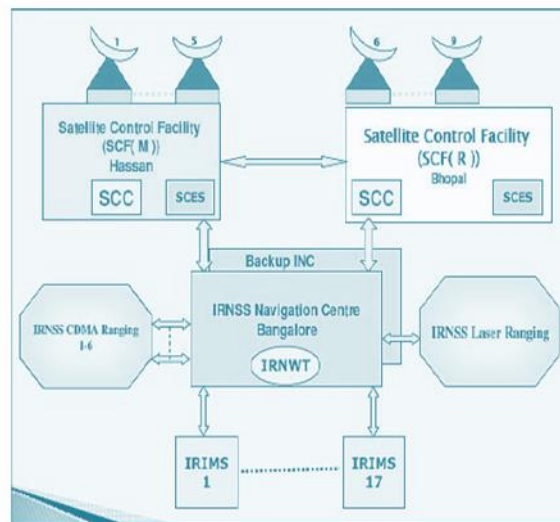 1
5
6
9
Satellite Control Facility
(SCF( M ))
Hassan
SCC
SCES
Satellite Control Facility
(SCF( R ))
Bhopal
SCC
SCES
Backup INC
IRNSS CDMA Ranging
1-6
IRNSS Navigation Centre
Bangalore
IRNWT
IRNSS Laser Ranging
IRIMS
1
IRIMS
17